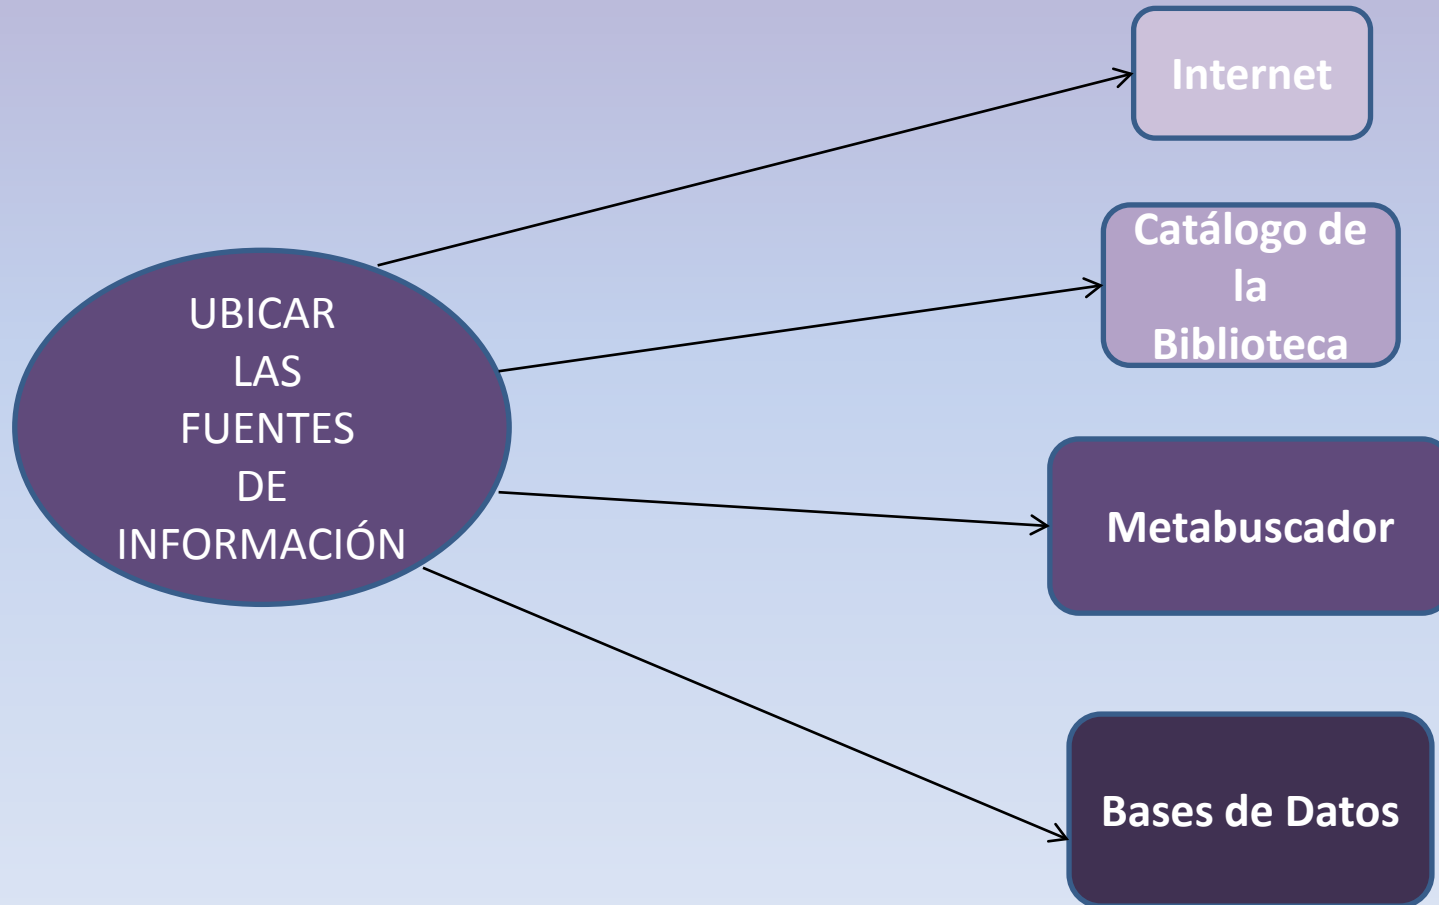 UBICAR
LAS
FUENTES
DE
INFORMACIÓN
Internet
Catálogo de
la
Biblioteca
Metabuscador
Bases de Datos